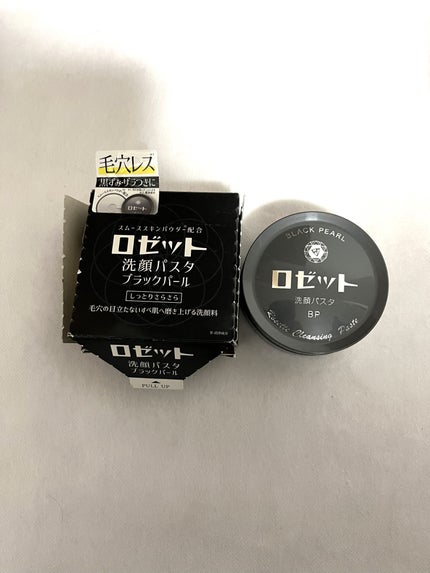 毛穴レス
黒ずみ・ザラつきに
ロゼット
スムーススキンパウダー配合
ロゼット
洗顔パスタ
ブラックパール
しっとりさらさら
毛穴の目立たないすべ肌へ磨き上げる洗顔料
ロゼット
洗顔パスタ
ブラックパール
PULL UP
BLACK PEARL
ロゼット
洗顔パスタ
BP
Rosette Cleansing Paste